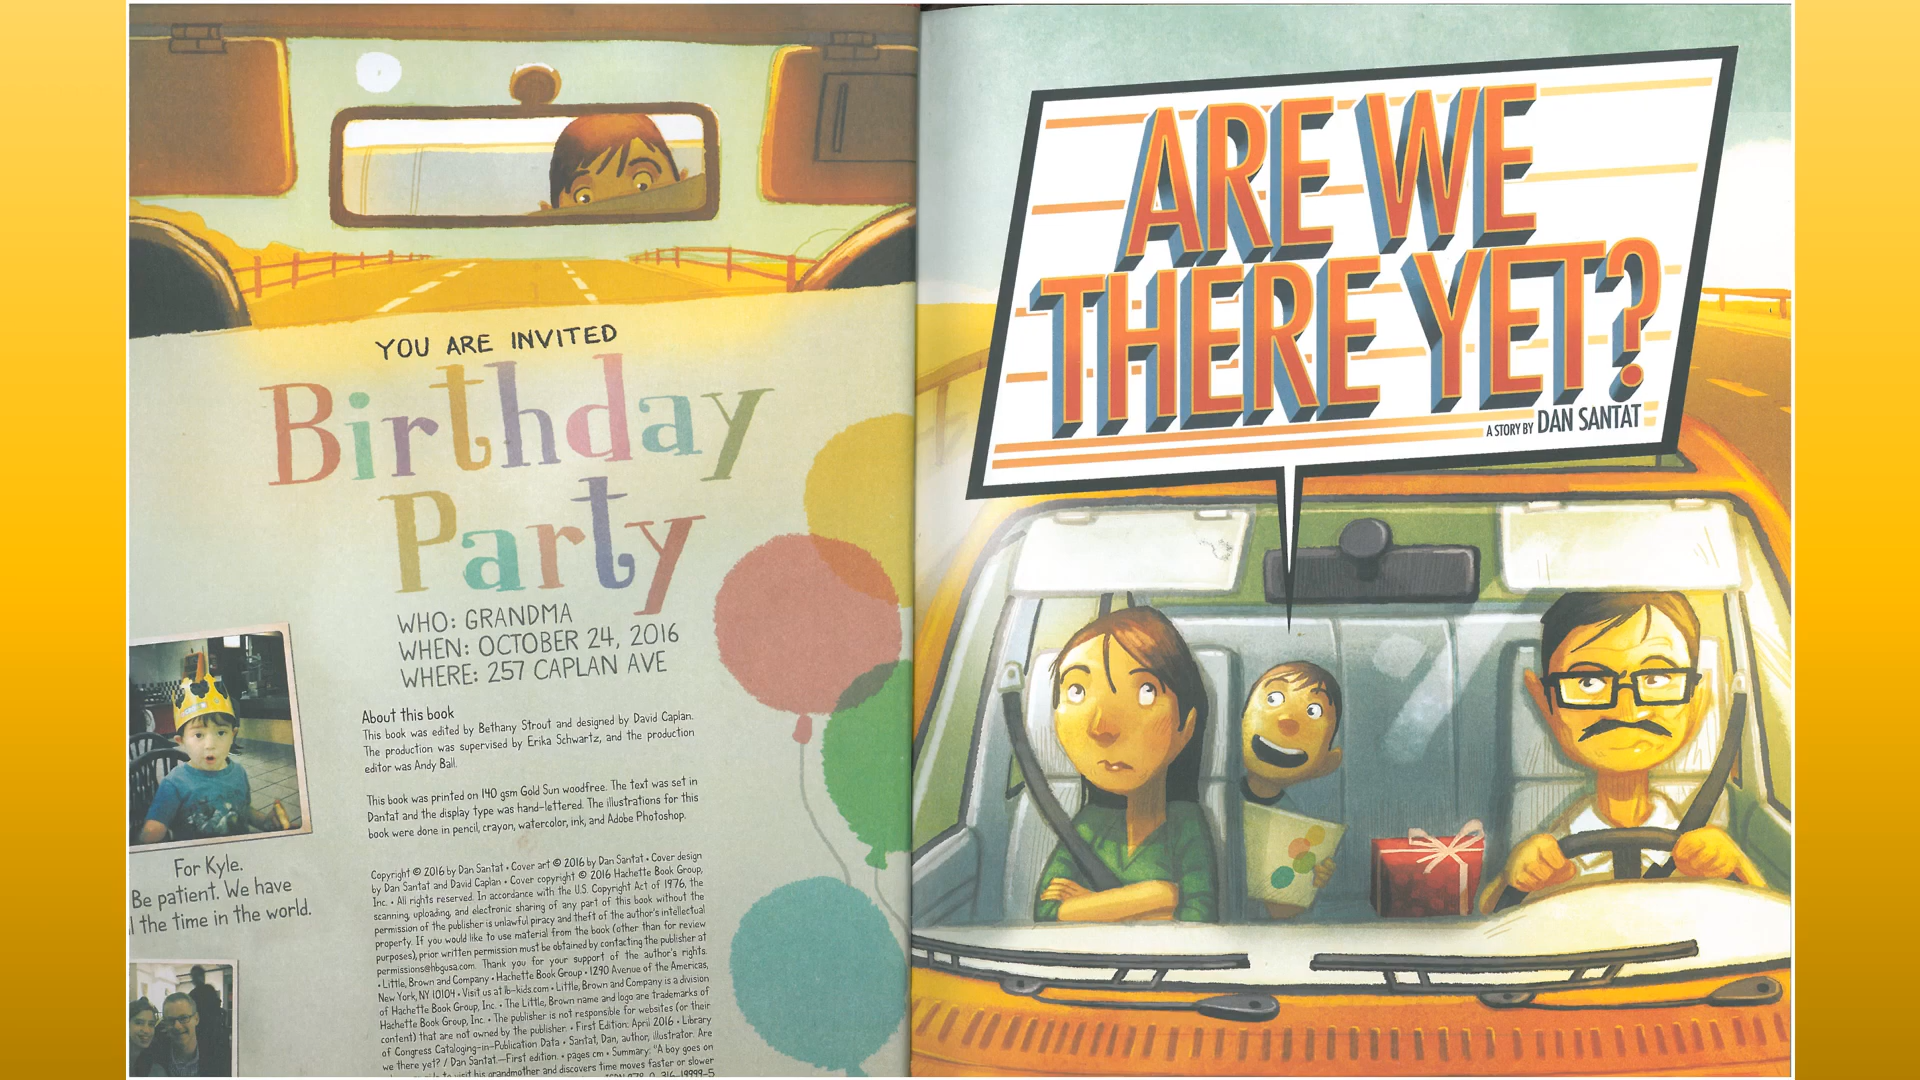 YOU ARE INVITED
Birthday
Party
WHO: GRANDMA
WHEN: OCTOBER 24, 2016
WHERE: 257 CAPLAN AVE
About this book
This book was edited by Bethany Strout and designed by David Caplan.
The production was supervised by Erika Schwartz, and the production
editor was Andy Ball.
This book was printed on 140 gsm Gold Sun woodfree. The text was set in
Dantat and the display type was hand-lettered. The illustrations for this
book were done in pencil, crayon, watercolor, ink, and Adobe Photoshop.
Copyright © 2016 by Dan Santat • Cover art © 2016 by Dan Santat • Cover design
by Dan Santat and David Caplan • Cover copyright © 2016 Hachette Book Group,
Inc. • All rights reserved. In accordance with the U.S. Copyright Act of 1976, the
scanning, uploading, and electronic sharing of any part of this book without the
permission of the publisher is unlawful piracy and theft of the author's intellectual
property. If you would like to use material from the book (other than for review
purposes), prior written permission must be obtained by contacting the publisher at
permissions@hbgusa.com. Thank you for your support of the author's rights.
• Little, Brown and Company • Hachette Book Group • 1290 Avenue of the Americas,
New York, NY 10104 • Visit us at lb-kids.com • Little, Brown and Company is a division
of Hachette Book Group, Inc. • The Little, Brown name and logo are trademarks of
Hachette Book Group, Inc. • The publisher is not responsible for websites (or their
content) that are not owned by the publisher. • First Edition: April 2016 • Library
of Congress Cataloging-in-Publication Data • Santat, Dan, author, illustrator. Are
we there yet? / Dan Santat.—First edition. • pages cm • Summary: "A boy goes on
to visit his grandmother and discovers time moves faster or slower
316-19999-5
For Kyle.
Be patient. We have
the time in the world.
ARE WE
THERE YET?
A STORY BY DAN SANTAT